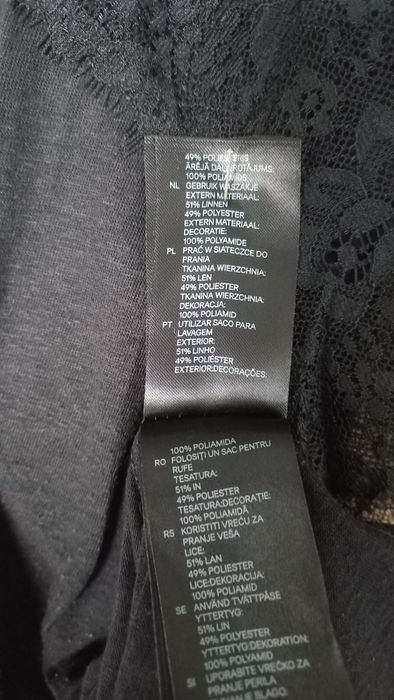 49% POLIESTERIS
ĀRĒJĀ DAĻA:ROTĀJUMS:
100% POLIAMĪDS
NL GEBRUIK WASZAKJE
EXTERN MATERIAAL:
51% LINNEN
49% POLYESTER
EXTERN MATERIAAL:
DECORATIE:
100% POLYAMIDE
PL PRAĆ W SIATECZCE DO
PRANIA
TKANINA WIERZCHNIA:
51% LEN
49% POLIESTER
TKANINA WIERZCHNIA:
DEKORACJA:
100% POLIAMID
PT UTILIZAR SACO PARA
LAVAGEM
EXTERIOR:
51% LINHO
49% POLIÉSTER
EXTERIOR:DECORAÇÕES:
100% POLIAMIDA
RO FOLOSIȚI UN SAC PENTRU
RUFE
TESATURA:
51% IN
49% POLIESTER
TESATURA:DECORAȚIE:
100% POLIAMIDĂ
RS KORISTITI VREĆU ZA
PRANJE VEŠA
LICE:
51% LAN
49% POLIESTER
LICE:DEKORACIJA:
100% POLIAMID
SE ANVÄND TVÄTTPÅSE
YTTERTYG:
51% LIN
49% POLYESTER
YTTERTYG:DEKORATION:
100% POLYAMID
SI UPORABITE VREČKO ZA
PRANJE PERILA
ZUNANJE BLAGO: